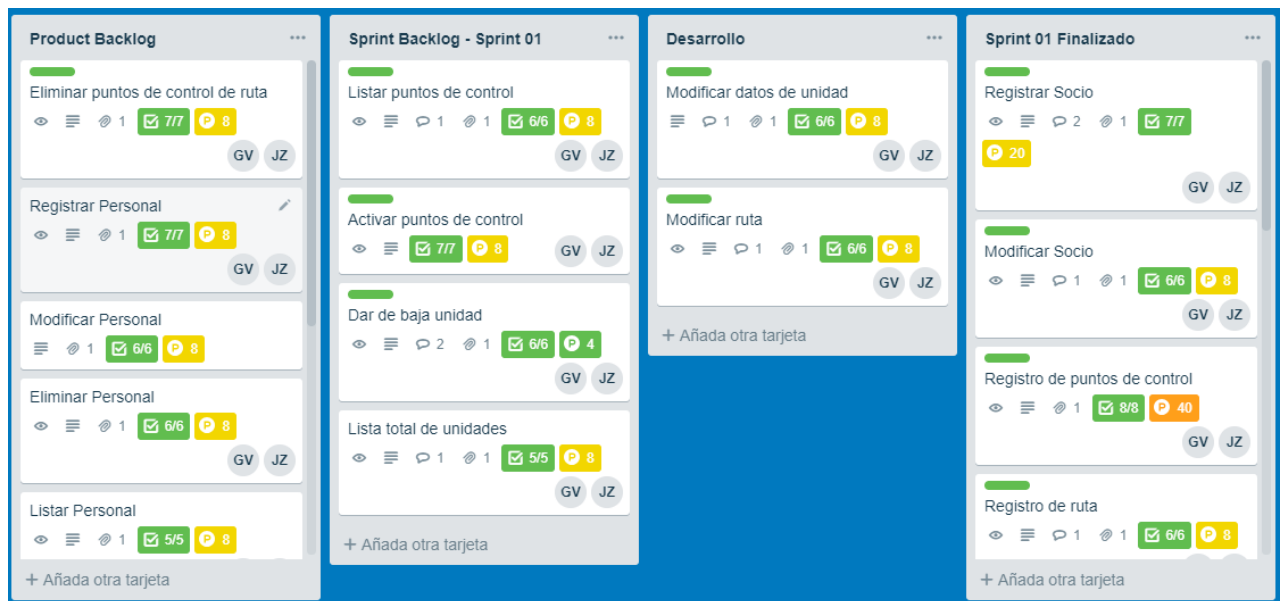 Product Backlog
Eliminar puntos de control de ruta
1 7/7 P 8
GV JZ
Registrar Personal
1 7/7 P 8
GV JZ
Modificar Personal
1 6/6 P 8
Eliminar Personal
1 6/6 P 8
GV JZ
Listar Personal
1 5/5 P 8
+ Añada otra tarjeta
Sprint Backlog - Sprint 01
Listar puntos de control
1 1 6/6 P 8
GV JZ
Activar puntos de control
7/7 P 8 GV JZ
Dar de baja unidad
2 1 6/6 P 4
GV JZ
Lista total de unidades
1 1 5/5 P 8
GV JZ
+ Añada otra tarjeta
Desarrollo
Modificar datos de unidad
1 1 6/6 P 8
GV JZ
Modificar ruta
1 1 6/6 P 8
GV JZ
+ Añada otra tarjeta
Sprint 01 Finalizado
Registrar Socio
2 1 7/7
P 20
GV JZ
Modificar Socio
1 1 6/6 P 8
GV JZ
Registro de puntos de control
1 8/8 P 40
GV JZ
Registro de ruta
1 1 6/6 P 8
+ Añada otra tarjeta